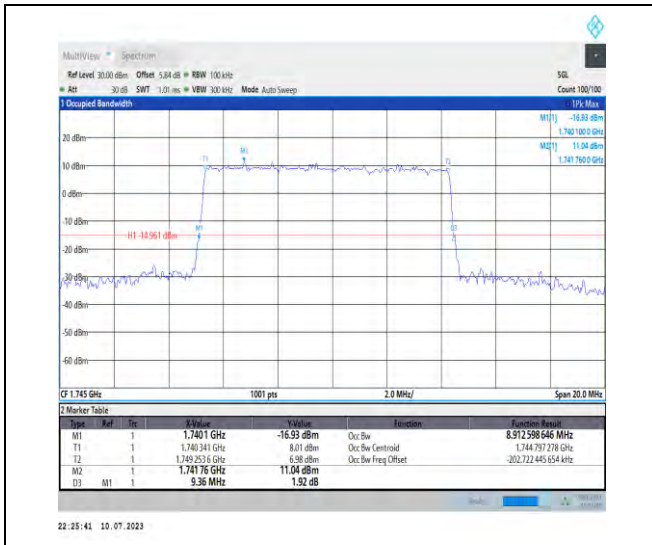 MultiView Spectrum
Ref Level 30.00 dBm Offset 5.84 dB RBW 100 kHz SGL
Att 30 dB SWT 1.01 ms VBW 300 kHz Mode Auto Sweep Count 100/100
1 Occupied Bandwidth 1Pk Max
M1[1] -16.93 dBm
1.740 100 0 GHz
M2[1] 11.04 dBm
1.741 760 0 GHz
20 dBm
M2
T1 T2
10 dBm
0 dBm
-10 dBm
M1 D3
H1 -14.961 dBm
-20 dBm
-30 dBm
-40 dBm
-50 dBm
-60 dBm
CF 1.745 GHz 1001 pts 2.0 MHz/ Span 20.0 MHz
2 Marker Table
Type Ref Trc X-Value Y-Value Function Function Result
M1 1 1.7401 GHz -16.93 dBm Occ Bw 8.912 598 646 MHz
T1 1 1.740 341 GHz 8.01 dBm Occ Bw Centroid 1.744 797 278 GHz
T2 1 1.749 253 6 GHz 6.98 dBm Occ Bw Freq Offset -202.722 445 654 kHz
M2 1 1.741 76 GHz 11.04 dBm
D3 M1 1 9.36 MHz 1.92 dB
22:25:41 10.07.2023